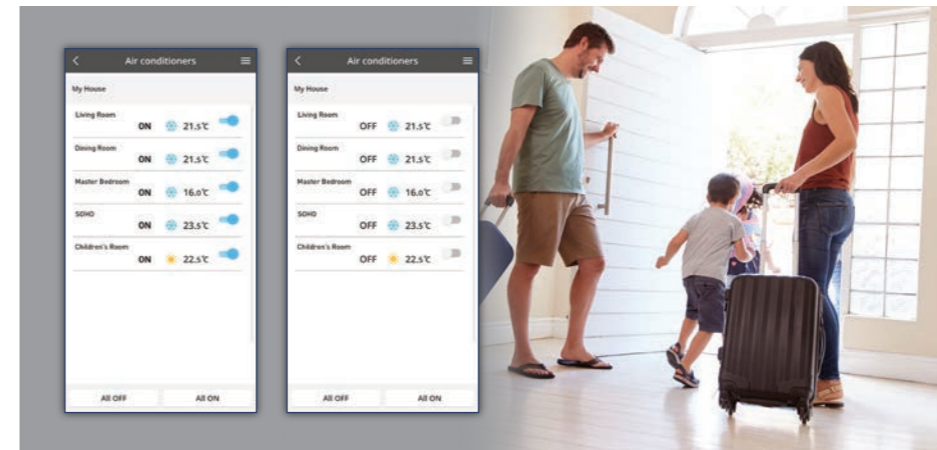 Air conditioners
My House
Living Room
ON 21.5℃
Dining Room
ON 21.5℃
Master Bedroom
ON 16.0℃
SOHO
ON 23.5℃
Children's Room
ON 22.5℃
All OFF All ON
Air conditioners
My House
Living Room
OFF 21.5℃
Dining Room
OFF 21.5℃
Master Bedroom
OFF 16.0℃
SOHO
OFF 23.5℃
Children's Room
OFF 22.5℃
All OFF All ON